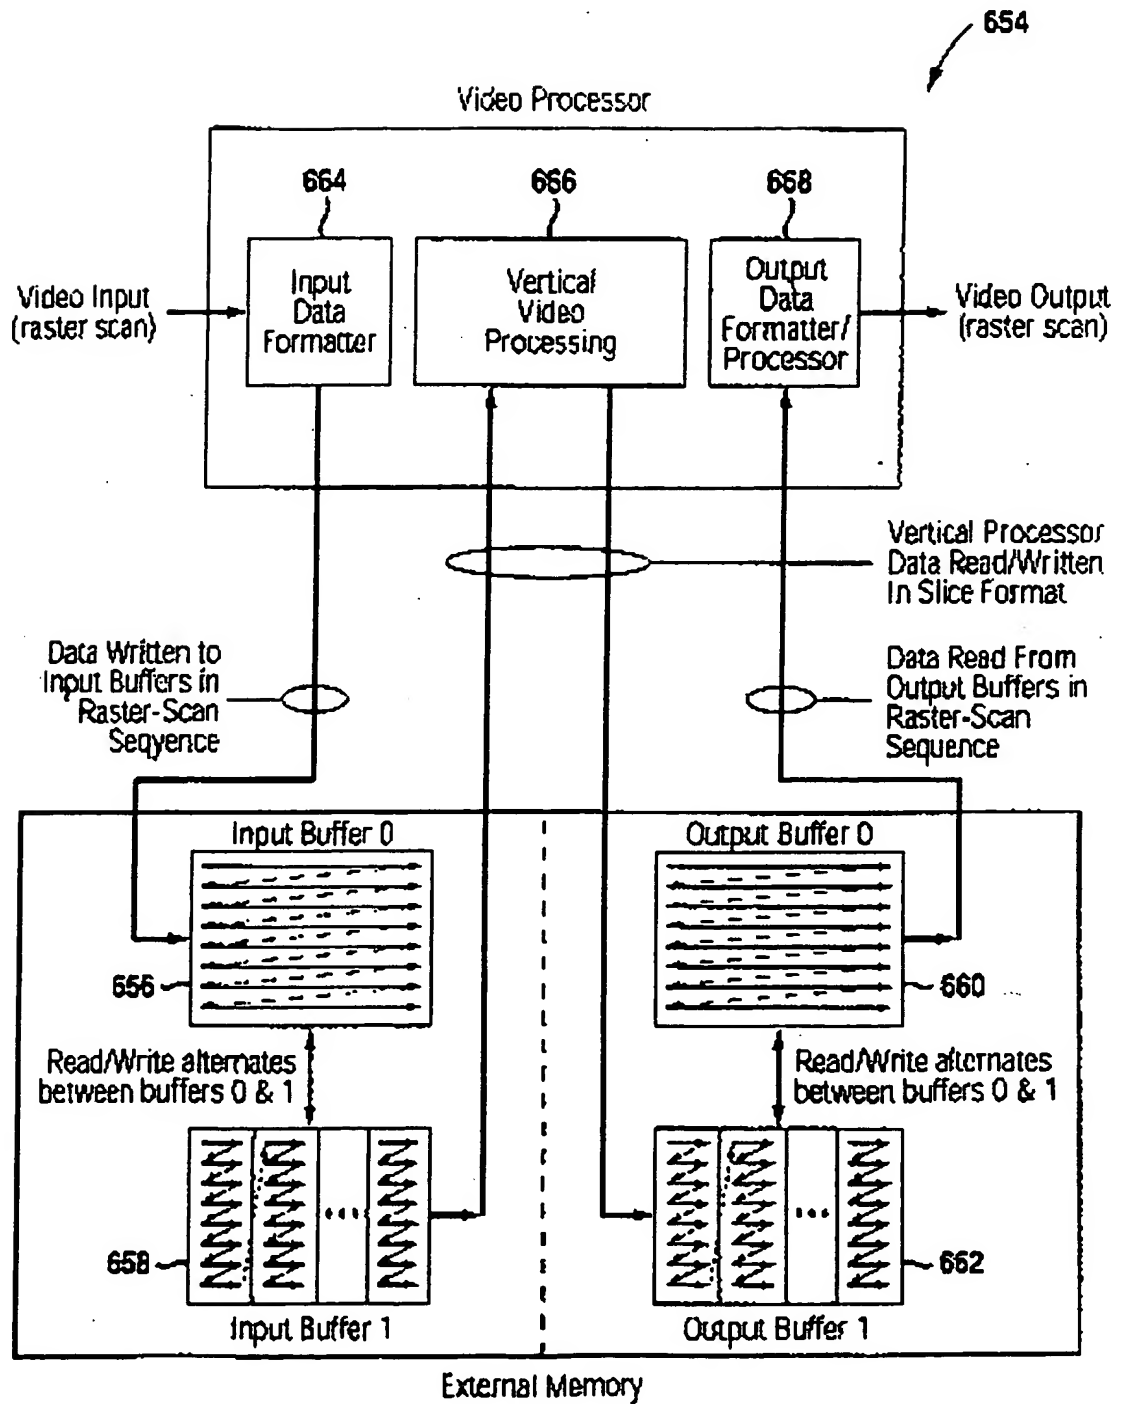 654
Video Processor
664
666
668
Input
Data
Formatter
Vertical
Video
Processing
Output
Data
Formatter/
Processor
Video Input
(raster scan)
Video Output
(raster scan)
Vertical Processor
Data Read/Written
In Slice Format
Data Written to
Input Buffers in
Raster-Scan
Seqyence
Data Read From
Output Buffers in
Raster-Scan
Sequence
Input Buffer 0
Output Buffer 0
656
660
Read/Write alternates
between buffers 0 & 1
Read/Write alternates
between buffers 0 & 1
658
662
Input Buffer 1
Output Buffer 1
External Memory